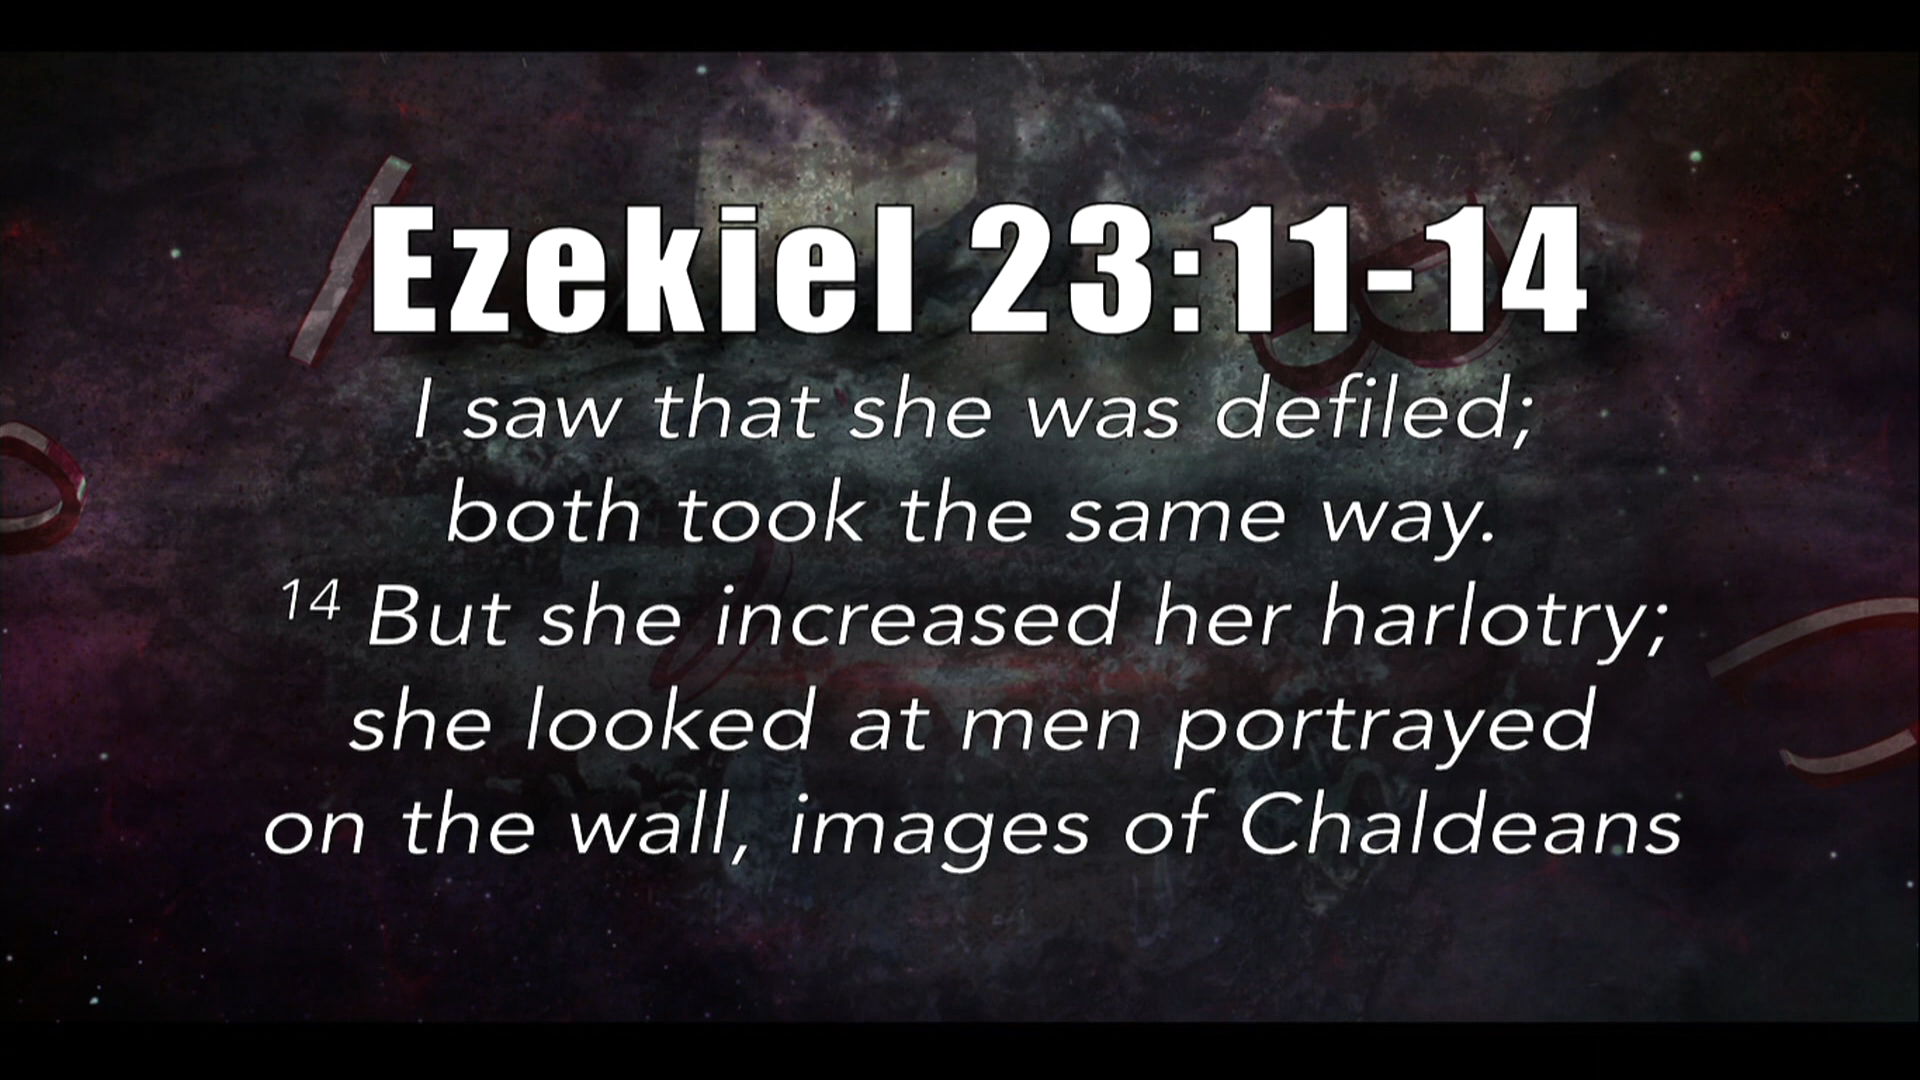 Ezekiel 23:11-14
I saw that she was defiled;
both took the same way.
14 But she increased her harlotry;
she looked at men portrayed
on the wall, images of Chaldeans